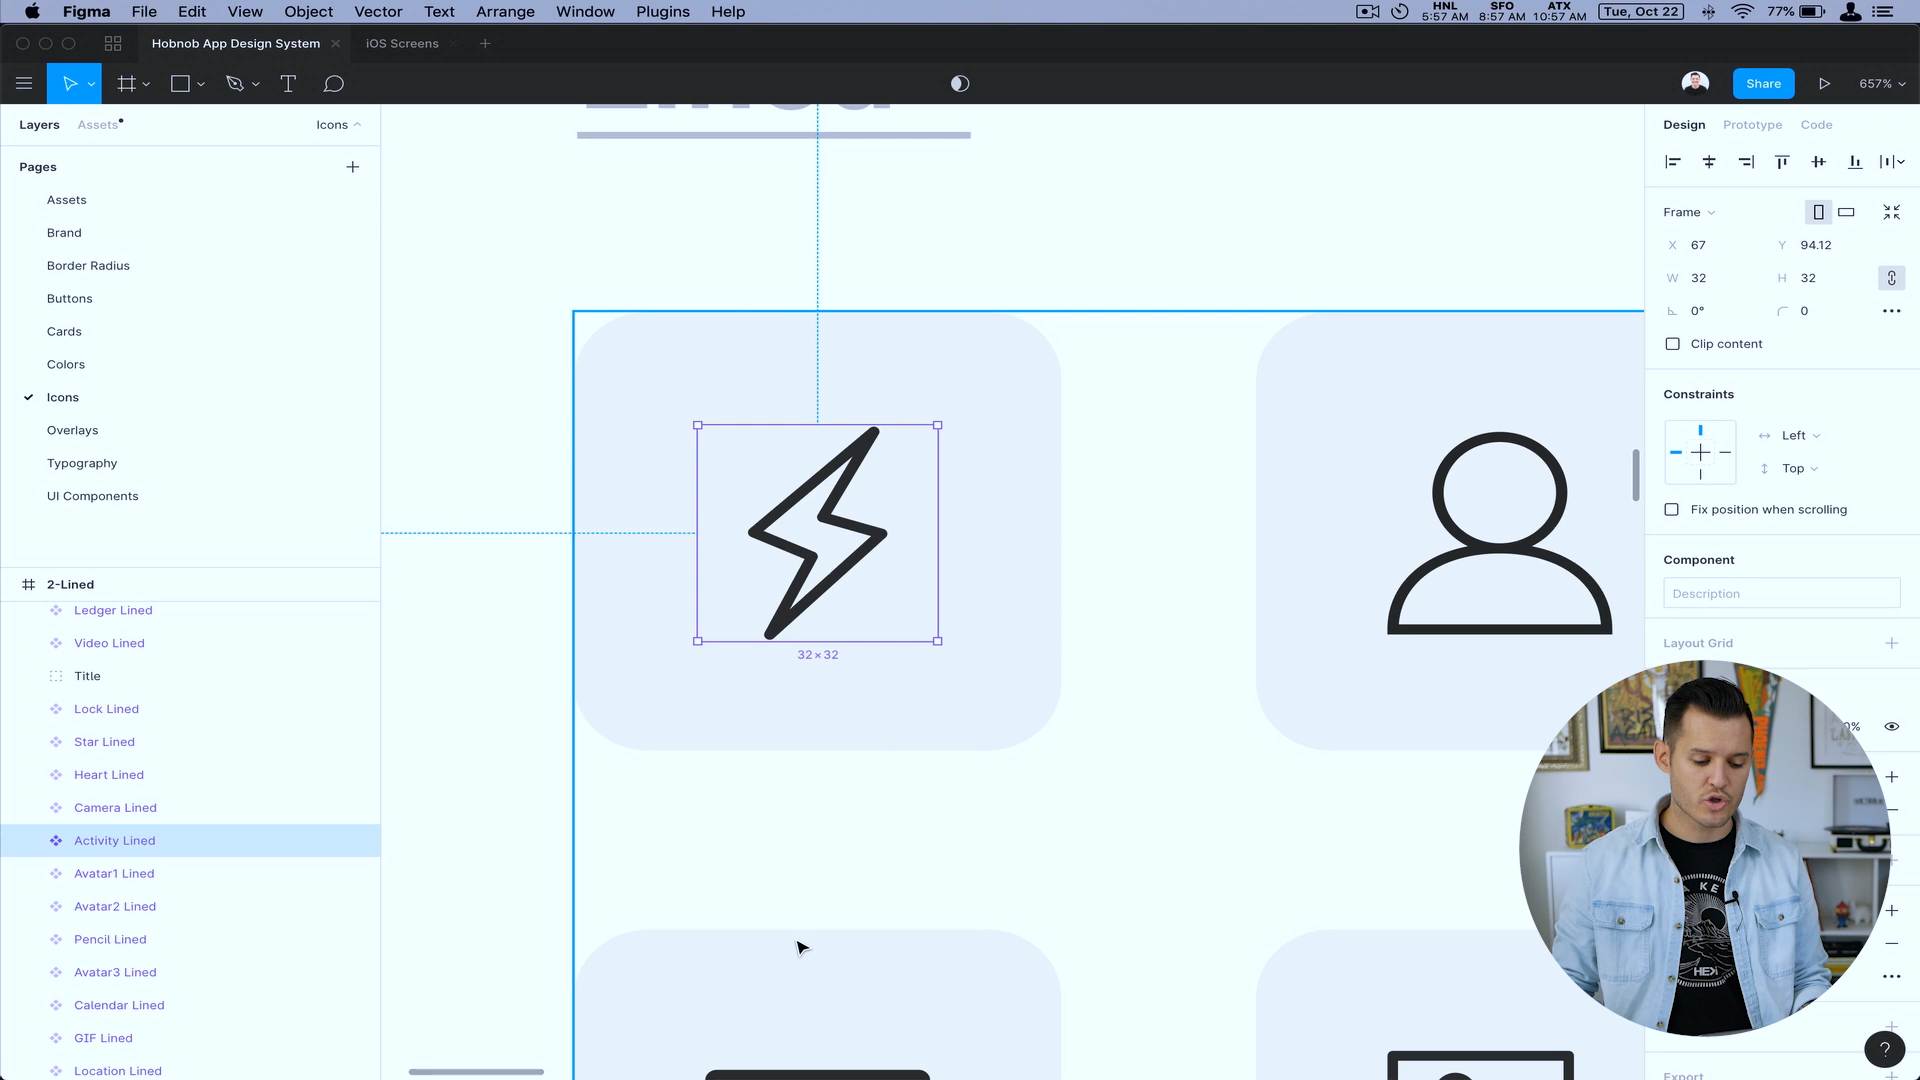 Figma File Edit View Object Vector Text Arrange Window Plugins Help
HNL 5:57 AM
SFO 8:57 AM
ATX 10:57 AM
Tue, Oct 22
77%
Hobnob App Design System
iOS Screens
Share
657%
Layers
Assets
Icons
Pages
Assets
Brand
Border Radius
Buttons
Cards
Colors
Icons
Overlays
Typography
UI Components
2-Lined
Ledger Lined
Video Lined
Title
Lock Lined
Star Lined
Heart Lined
Camera Lined
Activity Lined
Avatar1 Lined
Avatar2 Lined
Pencil Lined
Avatar3 Lined
Calendar Lined
GIF Lined
Location Lined
32×32
Design Prototype Code
Frame
X 67 Y 94.12
W 32 H 32
0° 0
Clip content
Constraints
Left
Top
Fix position when scrolling
Component
Description
Layout Grid
Export
?